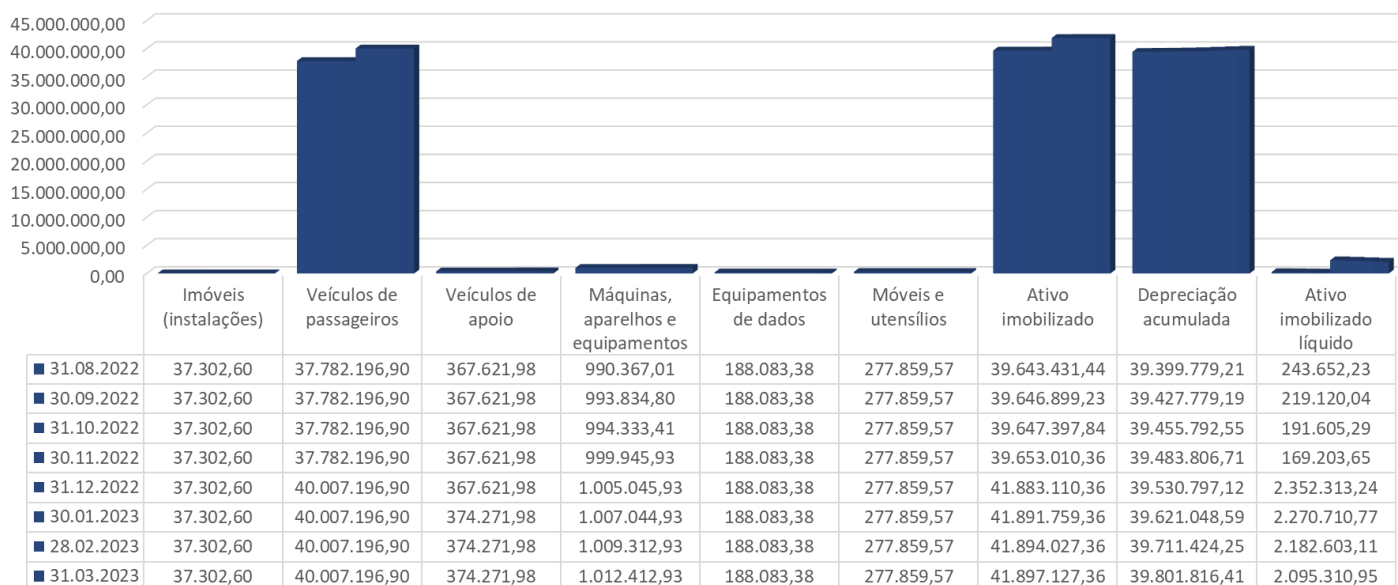 45.000.000,00
40.000.000,00
35.000.000,00
30.000.000,00
25.000.000,00
20.000.000,00
15.000.000,00
10.000.000,00
5.000.000,00
0,00
Imóveis (instalações) Veículos de passageiros Veículos de apoio Máquinas, aparelhos e equipamentos Equipamentos de dados Móveis e utensílios Ativo imobilizado Depreciação acumulada Ativo imobilizado líquido
31.08.2022 37.302,60 37.782.196,90 367.621,98 990.367,01 188.083,38 277.859,57 39.643.431,44 39.399.779,21 243.652,23
30.09.2022 37.302,60 37.782.196,90 367.621,98 993.834,80 188.083,38 277.859,57 39.646.899,23 39.427.779,19 219.120,04
31.10.2022 37.302,60 37.782.196,90 367.621,98 994.333,41 188.083,38 277.859,57 39.647.397,84 39.455.792,55 191.605,29
30.11.2022 37.302,60 37.782.196,90 367.621,98 999.945,93 188.083,38 277.859,57 39.653.010,36 39.483.806,71 169.203,65
31.12.2022 37.302,60 40.007.196,90 367.621,98 1.005.045,93 188.083,38 277.859,57 41.883.110,36 39.530.797,12 2.352.313,24
30.01.2023 37.302,60 40.007.196,90 374.271,98 1.007.044,93 188.083,38 277.859,57 41.891.759,36 39.621.048,59 2.270.710,77
28.02.2023 37.302,60 40.007.196,90 374.271,98 1.009.312,93 188.083,38 277.859,57 41.894.027,36 39.711.424,25 2.182.603,11
31.03.2023 37.302,60 40.007.196,90 374.271,98 1.012.412,93 188.083,38 277.859,57 41.897.127,36 39.801.816,41 2.095.310,95